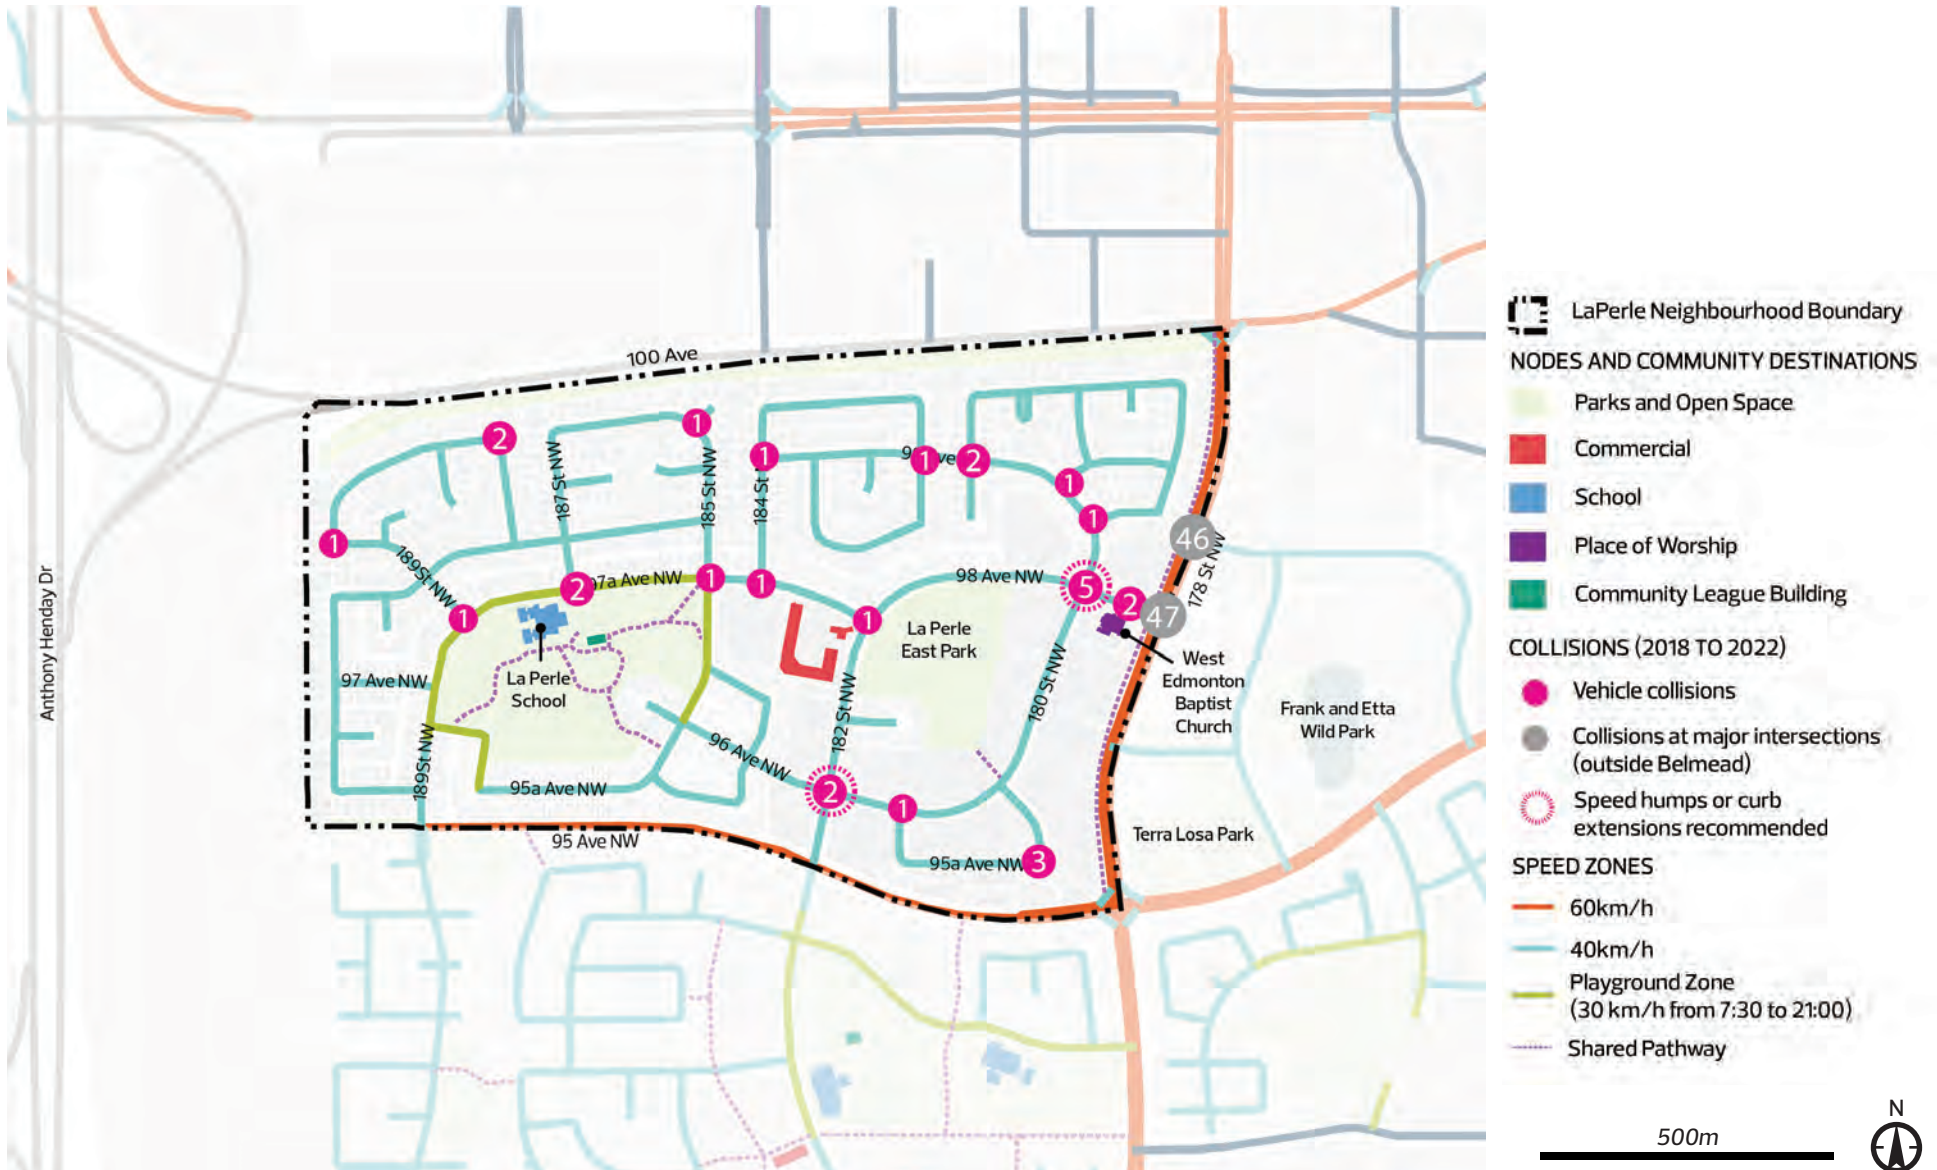 100 Ave
2
1
187 St NW
185 St NW
1
184 St
1
9
ve
2
1
1
1
189St NW
1
2
97a Ave NW
1
1
1
98 Ave NW
5
2
46
47
178 St NW
La Perle
East Park
La Perle
School
West
Edmonton
Baptist
Church
97 Ave NW
189St NW
95a Ave NW
96 Ave NW
182 St NW
180 St NW
2
1
95a Ave NW
3
95 Ave NW
Anthony Henday Dr
Frank and Etta
Wild Park
Terra Losa Park
LaPerle Neighbourhood Boundary
NODES AND COMMUNITY DESTINATIONS
Parks and Open Space
Commercial
School
Place of Worship
Community League Building
COLLISIONS (2018 TO 2022)
Vehicle collisions
Collisions at major intersections
(outside Belmead)
Speed humps or curb
extensions recommended
SPEED ZONES
60km/h
40km/h
Playground Zone
(30 km/h from 7:30 to 21:00)
Shared Pathway
500m
N